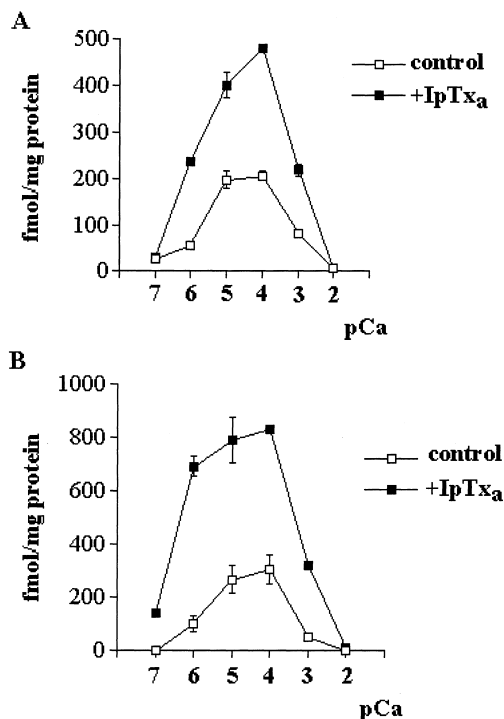 A
500
400
300
200
100
0
fmol/mg protein
7 6 5 4 3 2
pCa
control
+IpTxa
B
1000
800
600
400
200
0
fmol/mg protein
7 6 5 4 3 2
pCa
control
+IpTxa